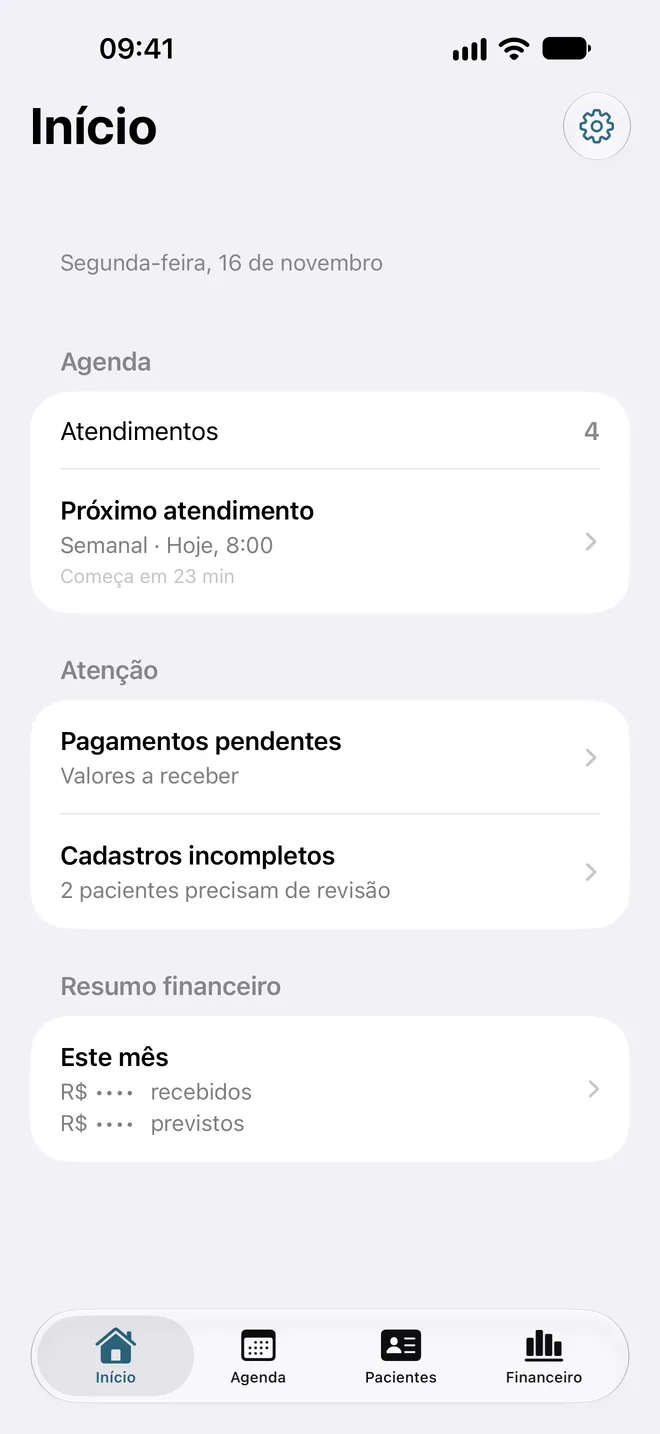 09:41
Início
Segunda-feira, 16 de novembro
Agenda
Atendimentos 4
Próximo atendimento
Semanal · Hoje, 8:00
Começa em 23 min
Atenção
Pagamentos pendentes
Valores a receber
Cadastros incompletos
2 pacientes precisam de revisão
Resumo financeiro
Este mês
R$ •••• recebidos
R$ •••• previstos
Início Agenda Pacientes Financeiro